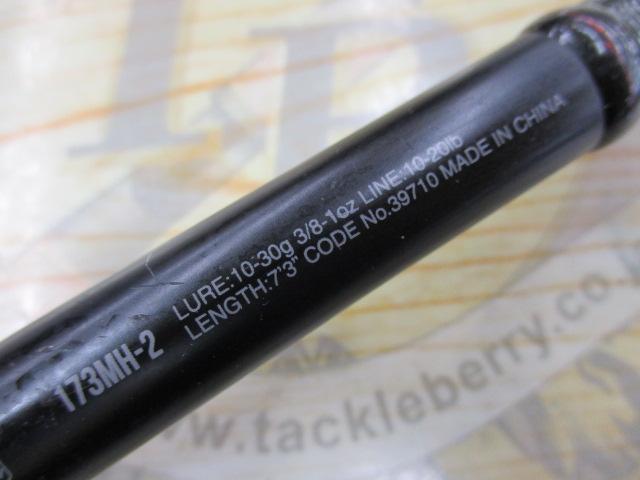 173MH-2
LURE:10-30g 3/8-1oz LINE:10-20lb
LENGTH:7'3" CODE No.39710 MADE IN CHINA
www.tackleberry.co.